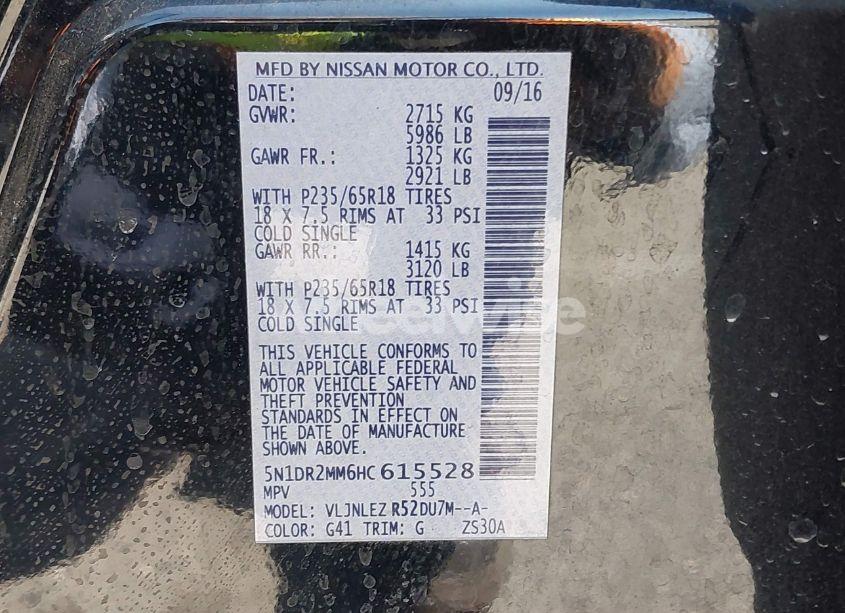 MFD BY NISSAN MOTOR CO., LTD.
DATE: 09/16
GVWR: 2715 KG
5986 LB
GAWR FR.: 1325 KG
2921 LB
WITH P235/65R18 TIRES
18 X 7.5 RIMS AT 33 PSI
COLD SINGLE
GAWR RR.: 1415 KG
3120 LB
WITH P235/65R18 TIRES
18 X 7.5 RIMS AT 33 PSI
COLD SINGLE
THIS VEHICLE CONFORMS TO
ALL APPLICABLE FEDERAL
MOTOR VEHICLE SAFETY AND
THEFT PREVENTION
STANDARDS IN EFFECT ON
THE DATE OF MANUFACTURE
SHOWN ABOVE.
5N1DR2MM6HC615528
MPV 555
MODEL: VLJNLEZ R52DU7M--A-
COLOR: G41 TRIM: G ZS30A